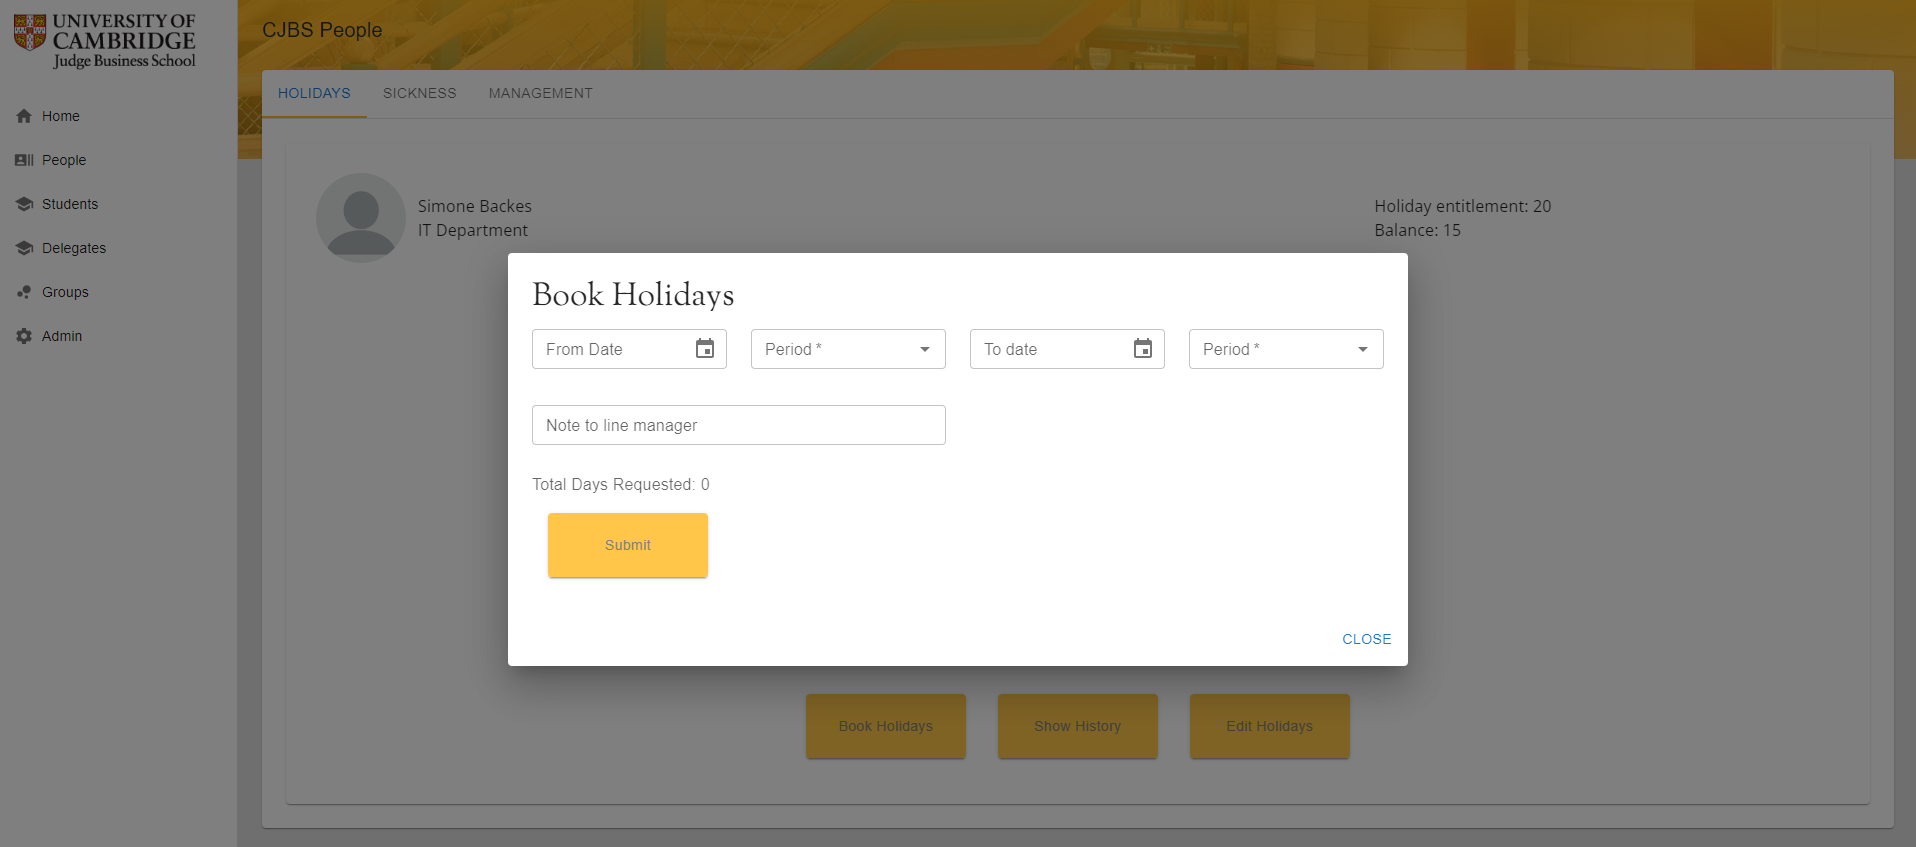 UNIVERSITY OF
CAMBRIDGE
Judge Business School
CJBS People
Home
People
Students
Delegates
Groups
Admin
HOLIDAYS SICKNESS MANAGEMENT
Simone Backes
IT Department
Holiday entitlement: 20
Balance: 15
Book Holidays
From Date Period * To date Period *
Note to line manager
Total Days Requested: 0
Submit
CLOSE
Book Holidays Show History Edit Holidays